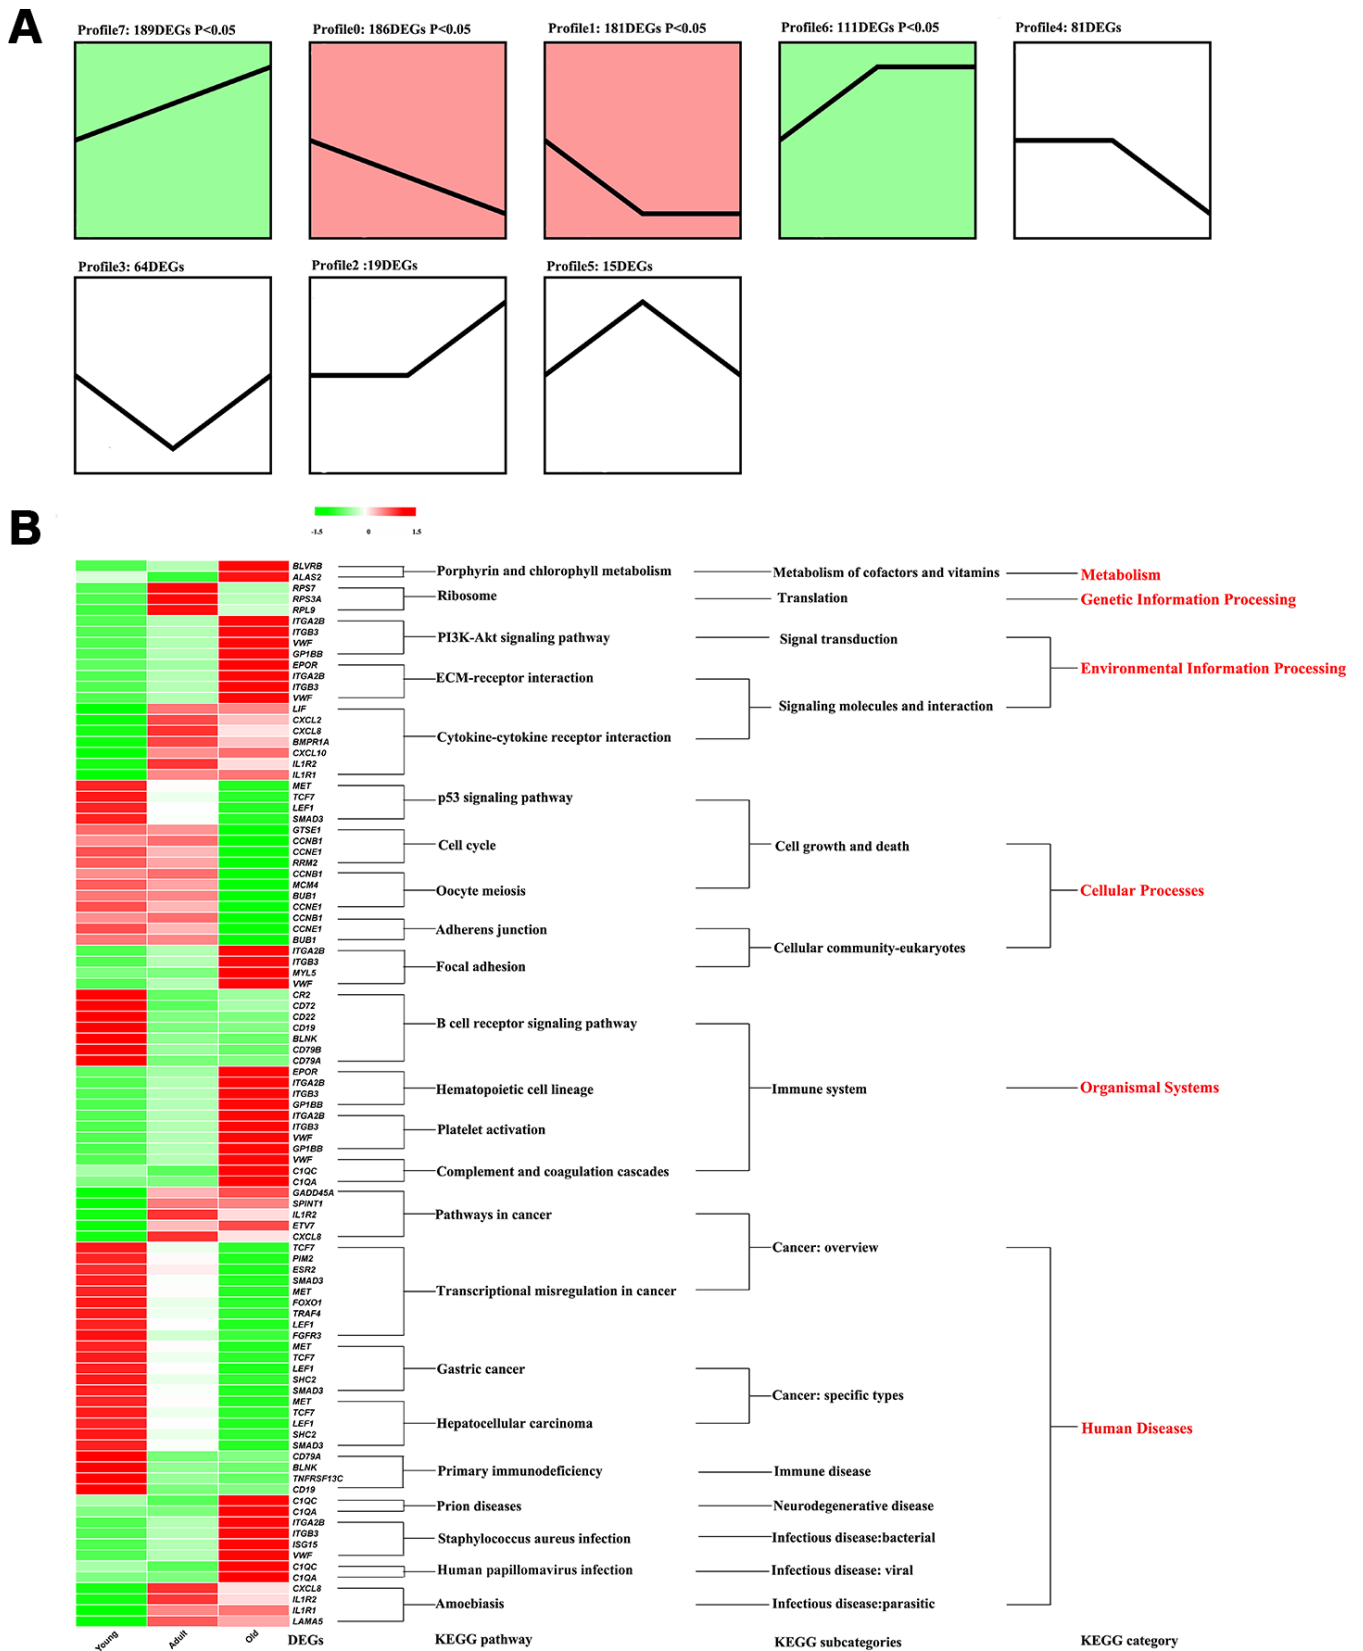 A
Profile7: 189DEGs P<0.05
Profile0: 186DEGs P<0.05
Profile1: 181DEGs P<0.05
Profile6: 111DEGs P<0.05
Profile4: 81DEGs
Profile3: 64DEGs
Profile2 :19DEGs
Profile5: 15DEGs
B
-1.5 0 1.5
BLVRB
ALAS2
RPS7
RPS3A
RPL9
ITGA2B
ITGB3
VWF
GP1BB
EPOR
ITGA2B
ITGB3
VWF
LIF
CXCL2
CXCL8
BMPR1A
CXCL10
IL1R2
IL1R1
MET
TCF7
LEF1
SMAD3
GTSE1
CCNB1
CCNE1
RRM2
CCNB1
MCM4
BUB1
CCNE1
CCNB1
CCNE1
BUB1
ITGA2B
ITGB3
MYL5
VWF
CR2
CD72
CD22
CD19
BLNK
CD79B
CD79A
EPOR
ITGA2B
ITGB3
GP1BB
ITGA2B
ITGB3
VWF
GP1BB
VWF
C1QC
C1QA
GADD45A
SPINT1
IL1R2
ETV7
CXCL8
TCF7
PIM2
ESR2
SMAD3
MET
FOXO1
TRAF4
LEF1
FGFR3
MET
TCF7
LEF1
SHC2
SMAD3
MET
TCF7
LEF1
SHC2
SMAD3
CD79A
BLNK
TNFRSF13C
CD19
C1QC
C1QA
ITGA2B
ITGB3
ISG15
VWF
C1QC
C1QA
CXCL8
IL1R2
IL1R1
LAMA5
Porphyrin and chlorophyll metabolism
Ribosome
PI3K-Akt signaling pathway
ECM-receptor interaction
Cytokine-cytokine receptor interaction
p53 signaling pathway
Cell cycle
Oocyte meiosis
Adherens junction
Focal adhesion
B cell receptor signaling pathway
Hematopoietic cell lineage
Platelet activation
Complement and coagulation cascades
Pathways in cancer
Transcriptional misregulation in cancer
Gastric cancer
Hepatocellular carcinoma
Primary immunodeficiency
Prion diseases
Staphylococcus aureus infection
Human papillomavirus infection
Amoebiasis
Metabolism of cofactors and vitamins
Translation
Signal transduction
Signaling molecules and interaction
Cell growth and death
Cellular community-eukaryotes
Immune system
Cancer: overview
Cancer: specific types
Immune disease
Neurodegenerative disease
Infectious disease:bacterial
Infectious disease: viral
Infectious disease:parasitic
Metabolism
Genetic Information Processing
Environmental Information Processing
Cellular Processes
Organismal Systems
Human Diseases
Young Adult Old
DEGs
KEGG pathway
KEGG subcategories
KEGG category